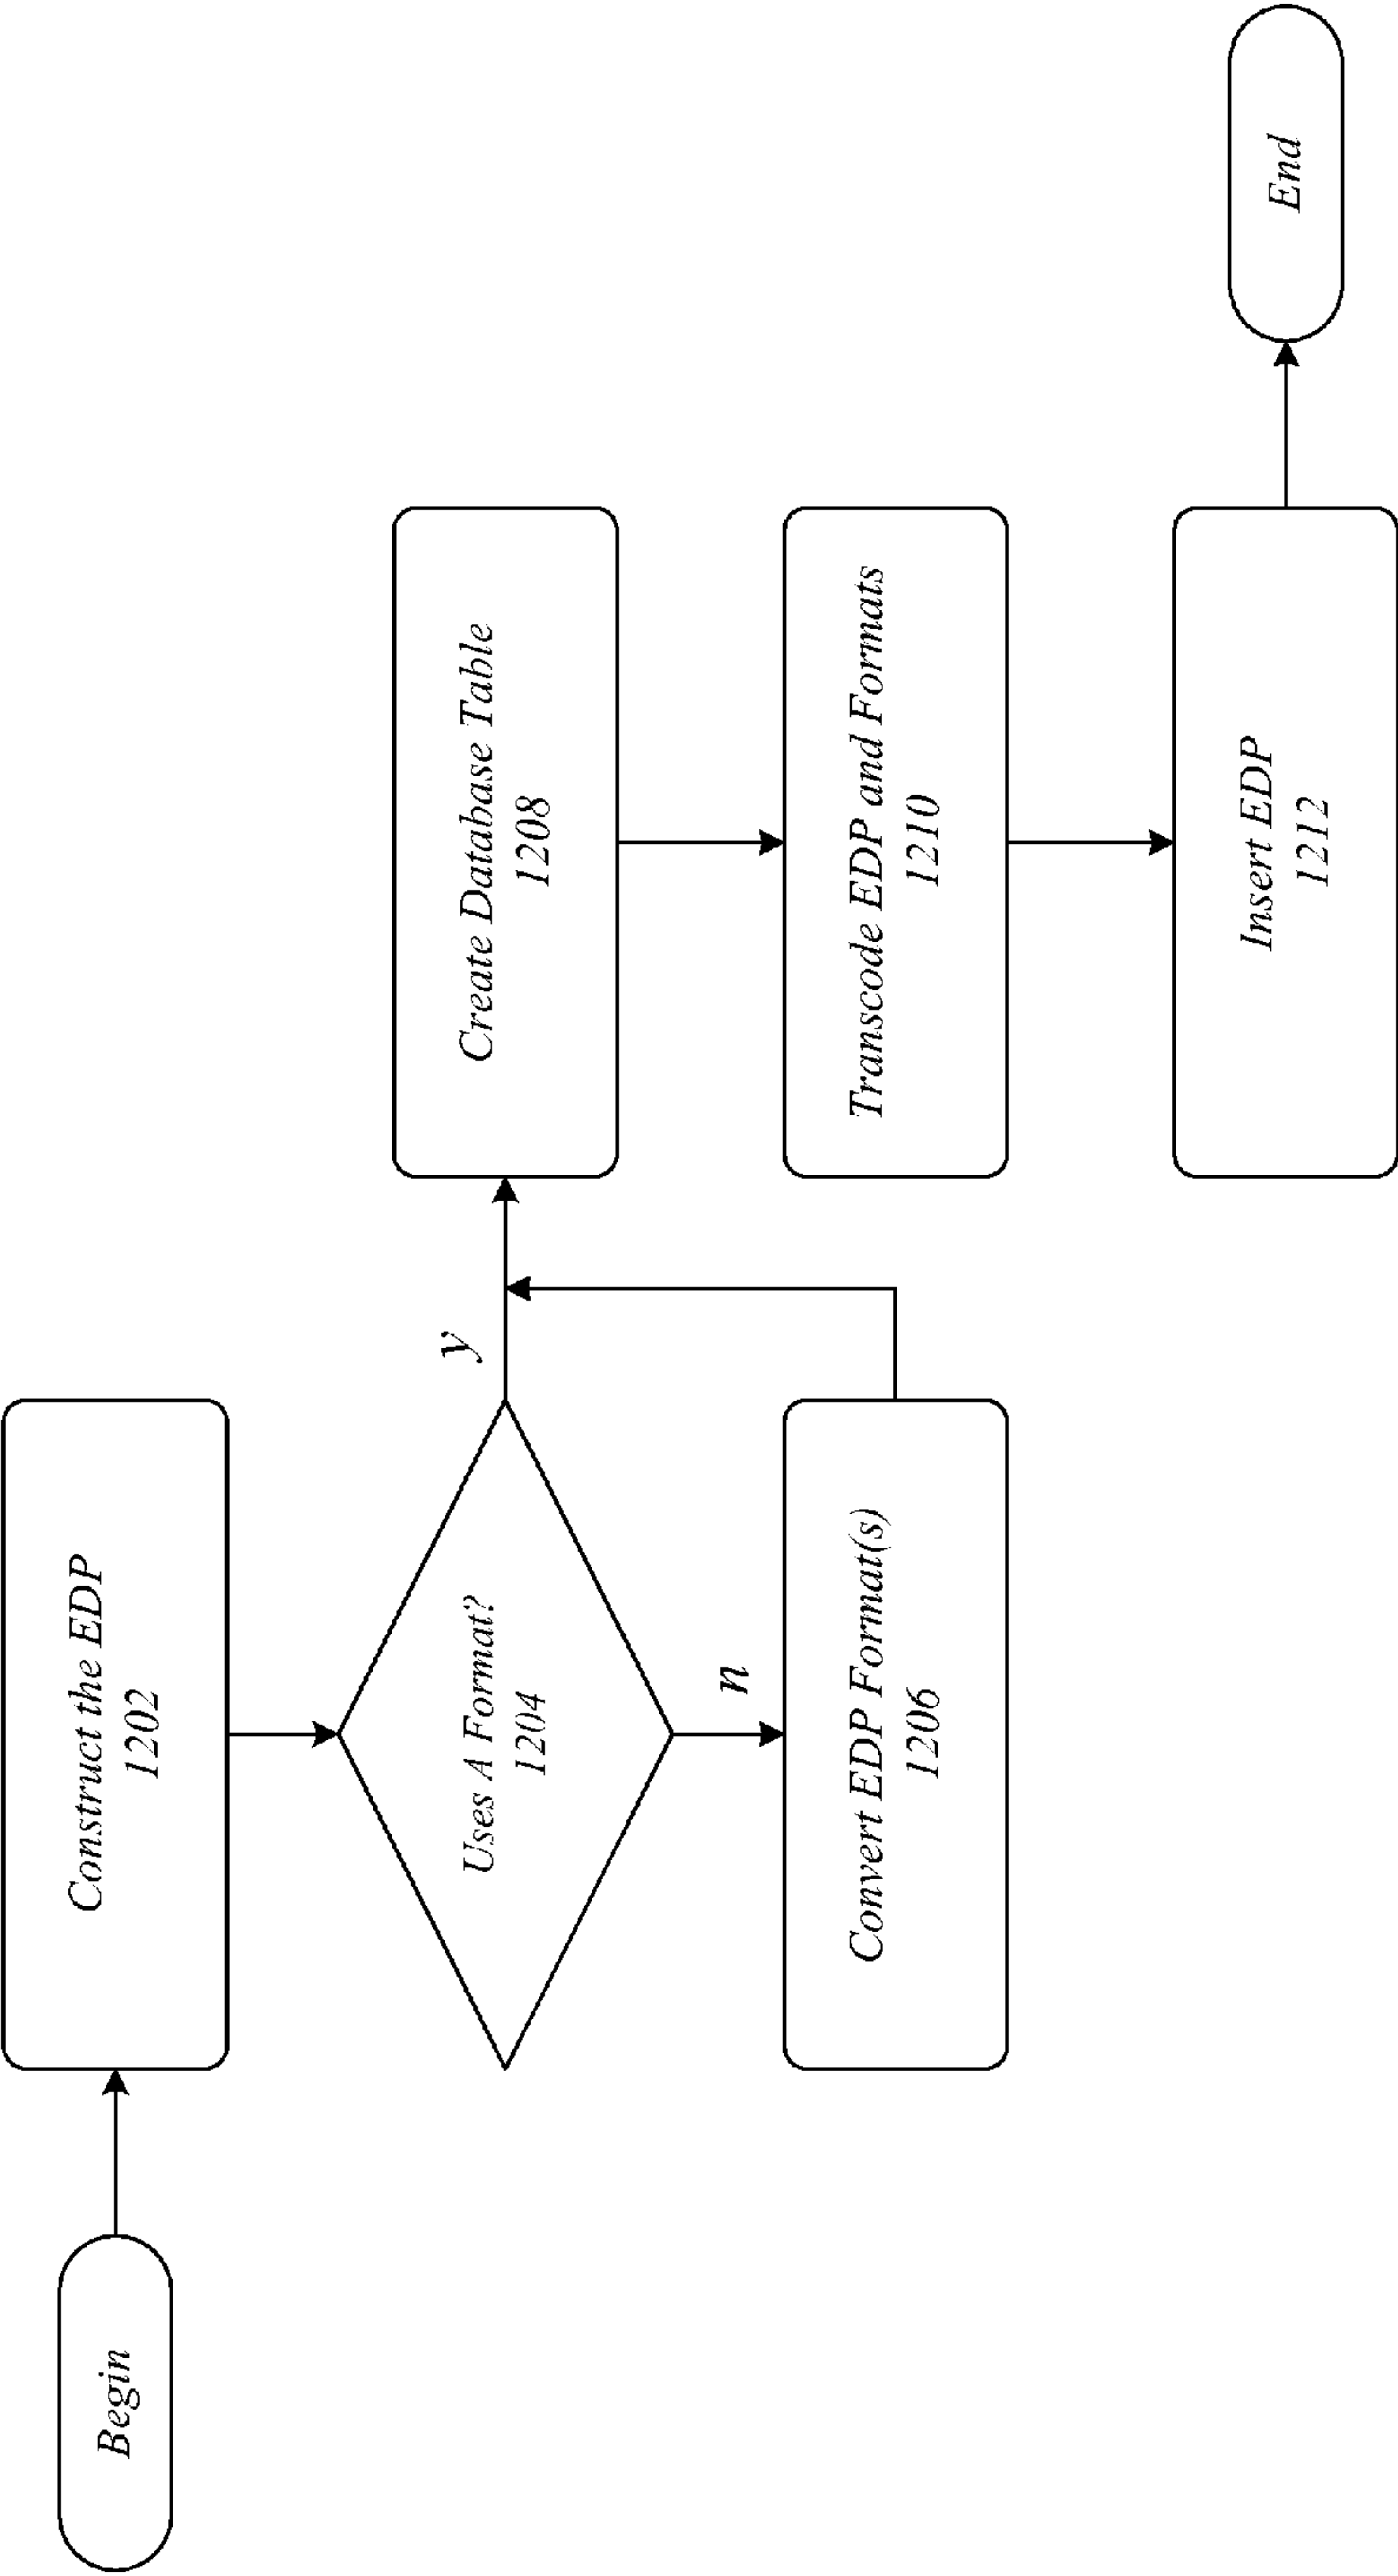 Begin
Construct the EDP
1202
Uses A Format?
1204
y
n
Convert EDP Format(s)
1206
Create Database Table
1208
Transcode EDP and Formats
1210
Insert EDP
1212
End